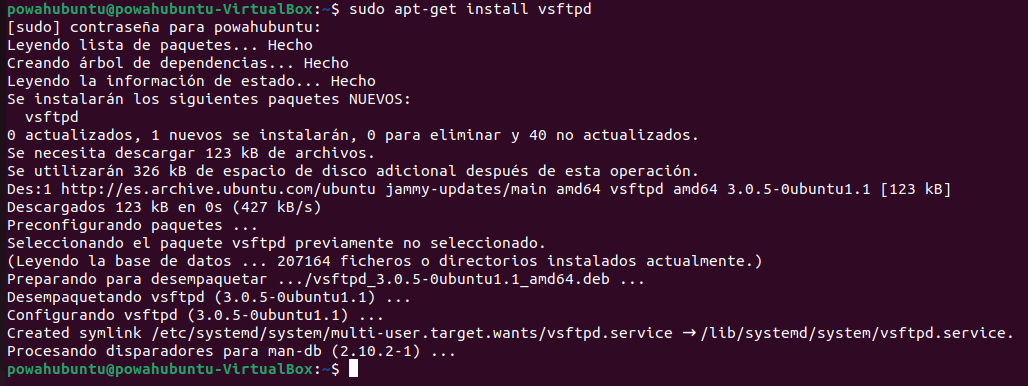 powahubuntu@powahubuntu-VirtualBox:~$ sudo apt-get install vsftpd
[sudo] contraseña para powahubuntu:
Leyendo lista de paquetes... Hecho
Creando árbol de dependencias... Hecho
Leyendo la información de estado... Hecho
Se instalarán los siguientes paquetes NUEVOS:
  vsftpd
0 actualizados, 1 nuevos se instalarán, 0 para eliminar y 40 no actualizados.
Se necesita descargar 123 kB de archivos.
Se utilizarán 326 kB de espacio de disco adicional después de esta operación.
Des:1 http://es.archive.ubuntu.com/ubuntu jammy-updates/main amd64 vsftpd amd64 3.0.5-0ubuntu1.1 [123 kB]
Descargados 123 kB en 0s (427 kB/s)
Preconfigurando paquetes ...
Seleccionando el paquete vsftpd previamente no seleccionado.
(Leyendo la base de datos ... 207164 ficheros o directorios instalados actualmente.)
Preparando para desempaquetar .../vsftpd_3.0.5-0ubuntu1.1_amd64.deb ...
Desempaquetando vsftpd (3.0.5-0ubuntu1.1) ...
Configurando vsftpd (3.0.5-0ubuntu1.1) ...
Created symlink /etc/systemd/system/multi-user.target.wants/vsftpd.service → /lib/systemd/system/vsftpd.service.
Procesando disparadores para man-db (2.10.2-1) ...
powahubuntu@powahubuntu-VirtualBox:~$